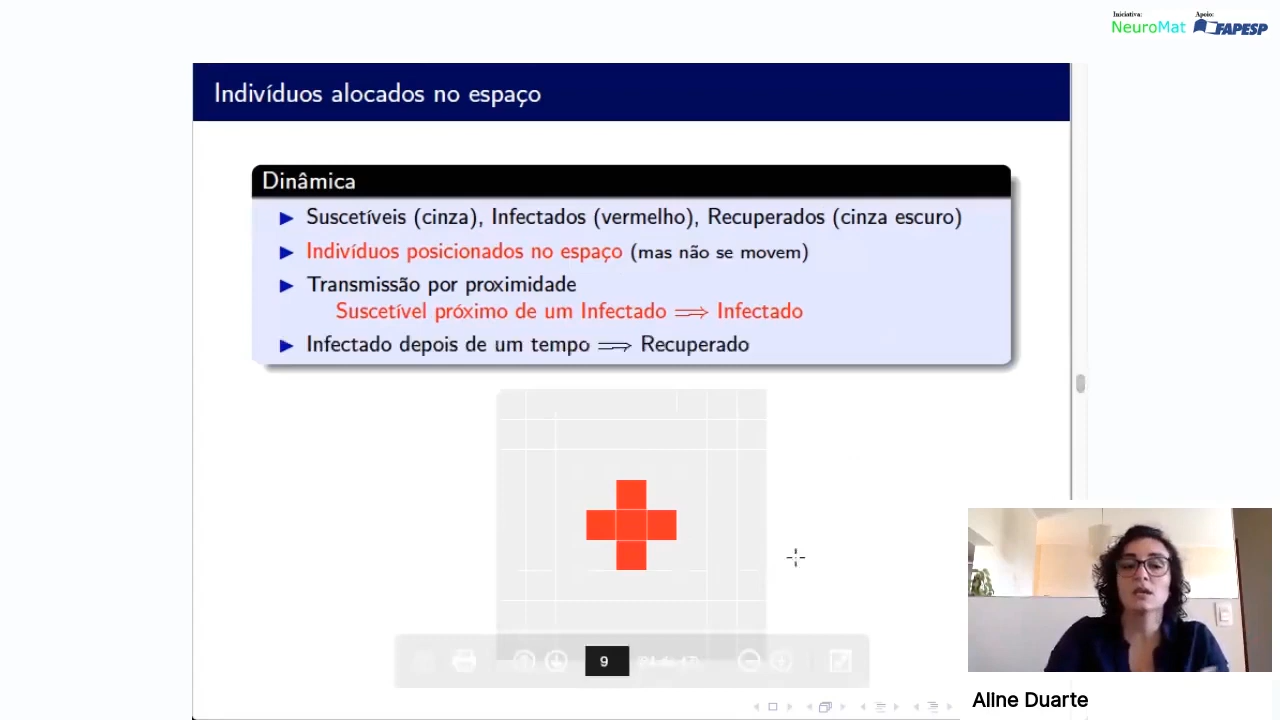 Iniciativa:
Apoio:
NeuroMat
FAPESP
Indivíduos alocados no espaço
Dinâmica
Suscetíveis (cinza), Infectados (vermelho), Recuperados (cinza escuro)
Indivíduos posicionados no espaço (mas não se movem)
Transmissão por proximidade
Suscetível próximo de um Infectado ⟹ Infectado
Infectado depois de um tempo ⟹ Recuperado
9
Aline Duarte